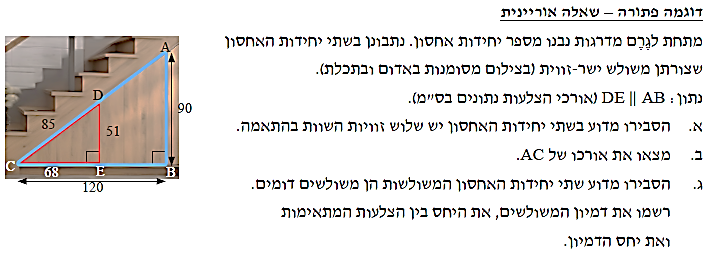 דוגמה פתורה – שאלה אוריינית
מתחת לגֶרֶם מדרגות נבנו מספר יחידות אחסון. נתבונן בשתי יחידות האחסון
שצורתן משולש ישר-זווית (בצילום מסומנות באדום ובתכלת).
נתון: DE || AB (אורכי הצלעות נתונים בס"מ).
א. הסבירו מדוע בשתי יחידות האחסון יש שלוש זוויות השוות בהתאמה.
ב. מצאו את אורכו של AC.
ג. הסבירו מדוע שתי יחידות האחסון המשולשות הן משולשים דומים.
רשמו את דמיון המשולשים, את היחס בין הצלעות המתאימות
ואת יחס הדמיון.
A
D
90
85
51
C
68
E
B
120